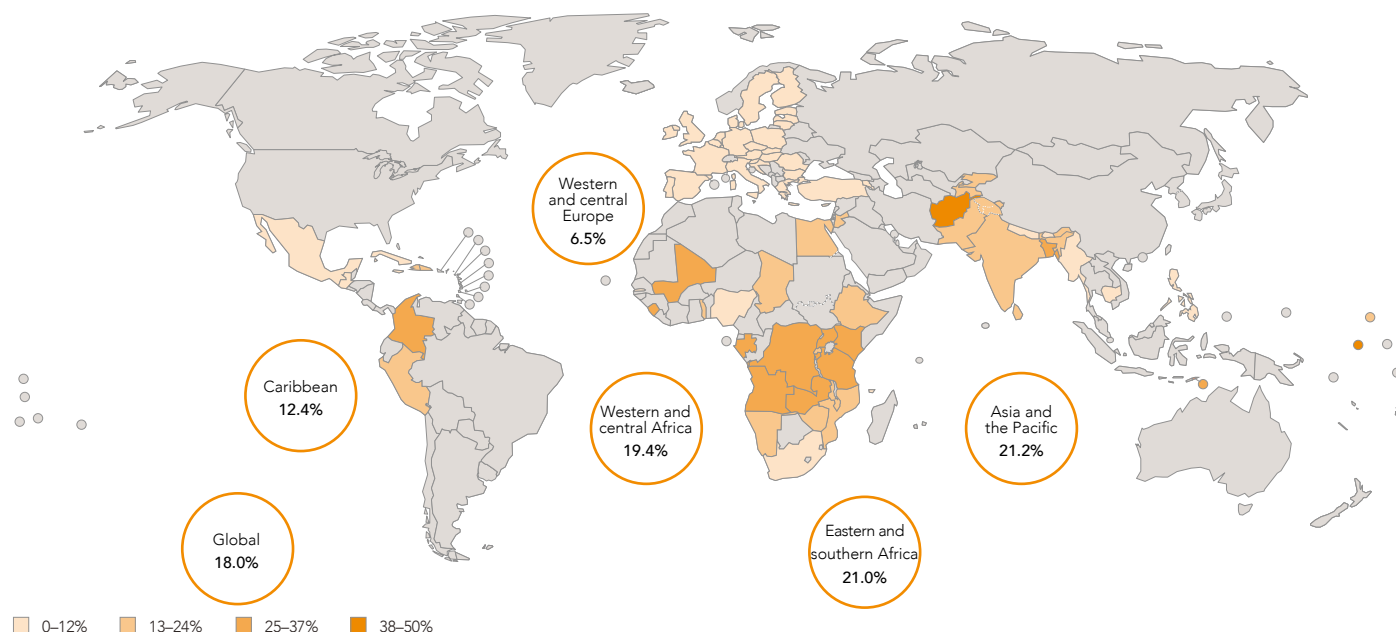 Western
and central
Europe
6.5%
Caribbean
12.4%
Western and
central Africa
19.4%
Asia and
the Pacific
21.2%
Global
18.0%
Eastern and
southern Africa
21.0%
0–12%
13–24%
25–37%
38–50%